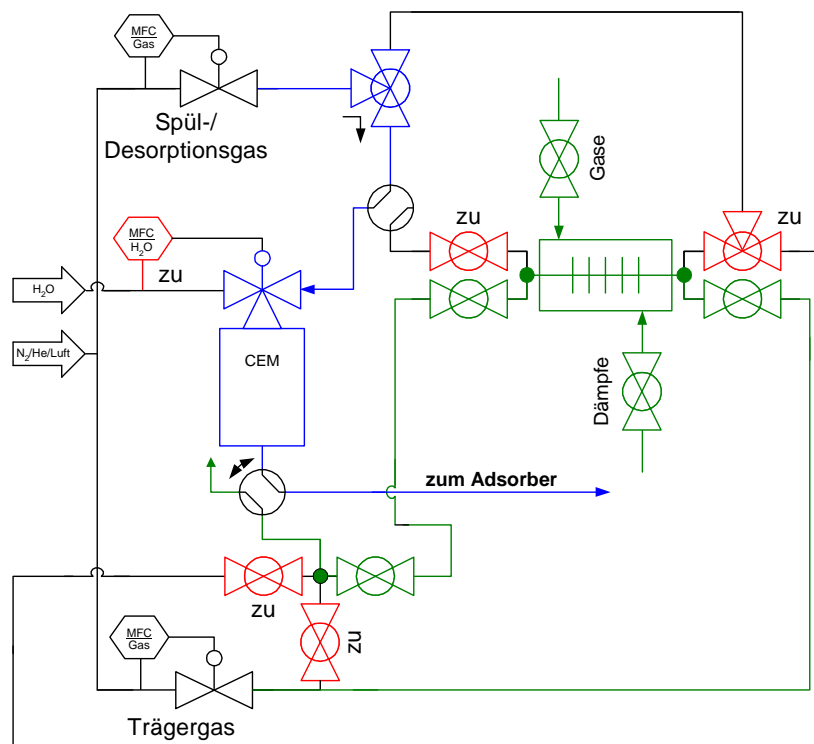 MFC
Gas
Spül-/
Desorptionsgas
Gase
zu
zu
MFC
H₂O
zu
H₂O
N₂/He/Luft
CEM
Dämpfe
zum Adsorber
zu
zu
MFC
Gas
Trägergas